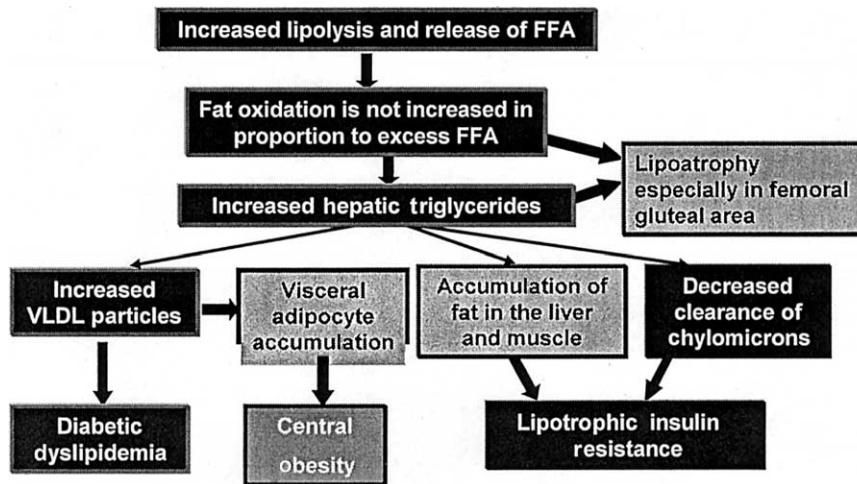 Increased lipolysis and release of FFA
Fat oxidation is not increased in
proportion to excess FFA
Lipoatrophy
especially in femoral
gluteal area
Increased hepatic triglycerides
Increased
VLDL particles
Visceral
adipocyte
accumulation
Accumulation of
fat in the liver
and muscle
Decreased
clearance of
chylomicrons
Diabetic
dyslipidemia
Central
obesity
Lipotrophic insulin
resistance